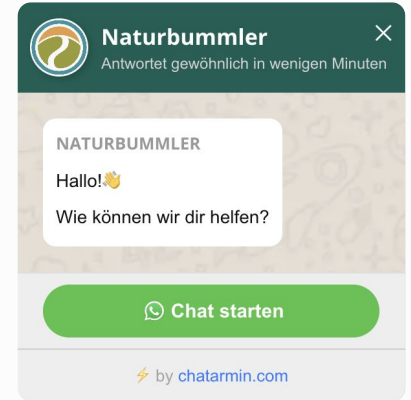 Naturbummler
Antwortet gewöhnlich in wenigen Minuten
NATURBUMMLER
Hallo!👋
Wie können wir dir helfen?
Chat starten
⚡ by chatarmin.com